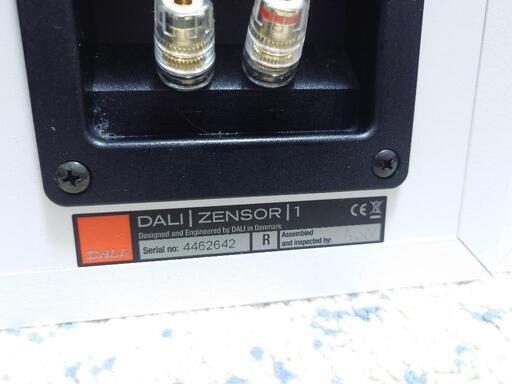 DALI | ZENSOR | 1
Designed and Engineered by DALI in Denmark
DALI
Serial no: 4462642
R
Assembled
and inspected by:
CE